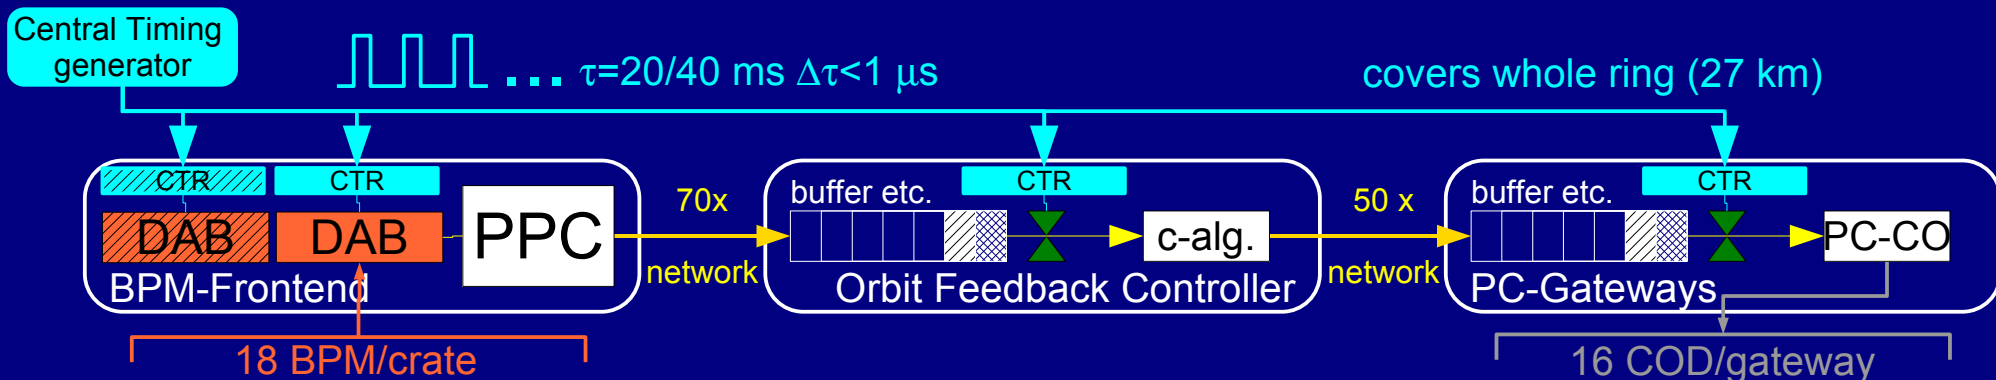 Central Timing
generator
... τ=20/40 ms Δτ<1 μs
covers whole ring (27 km)
CTR
CTR
CTR
CTR
DAB
DAB
PPC
BPM-Frontend
18 BPM/crate
70x
network
buffer etc.
c-alg.
Orbit Feedback Controller
50 x
network
buffer etc.
PC-CO
PC-Gateways
16 COD/gateway